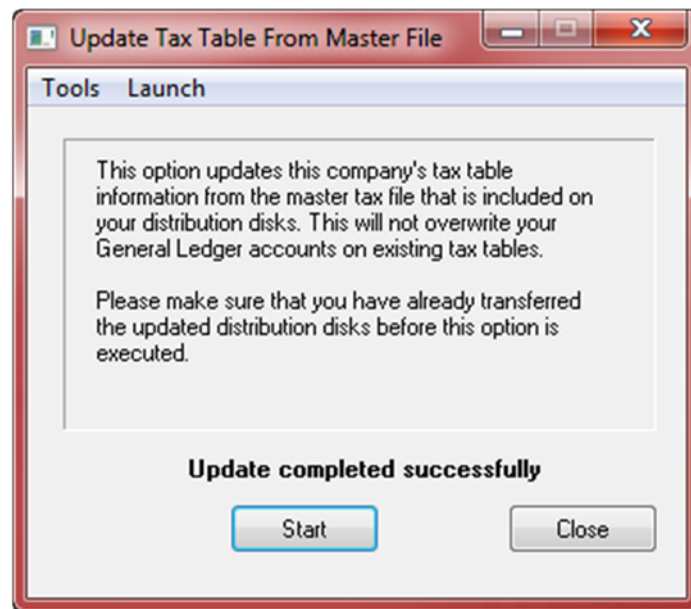 Update Tax Table From Master File
Tools Launch
This option updates this company's tax table
information from the master tax file that is included on
your distribution disks. This will not overwrite your
General Ledger accounts on existing tax tables.
Please make sure that you have already transferred
the updated distribution disks before this option is
executed.
Update completed successfully
Start Close